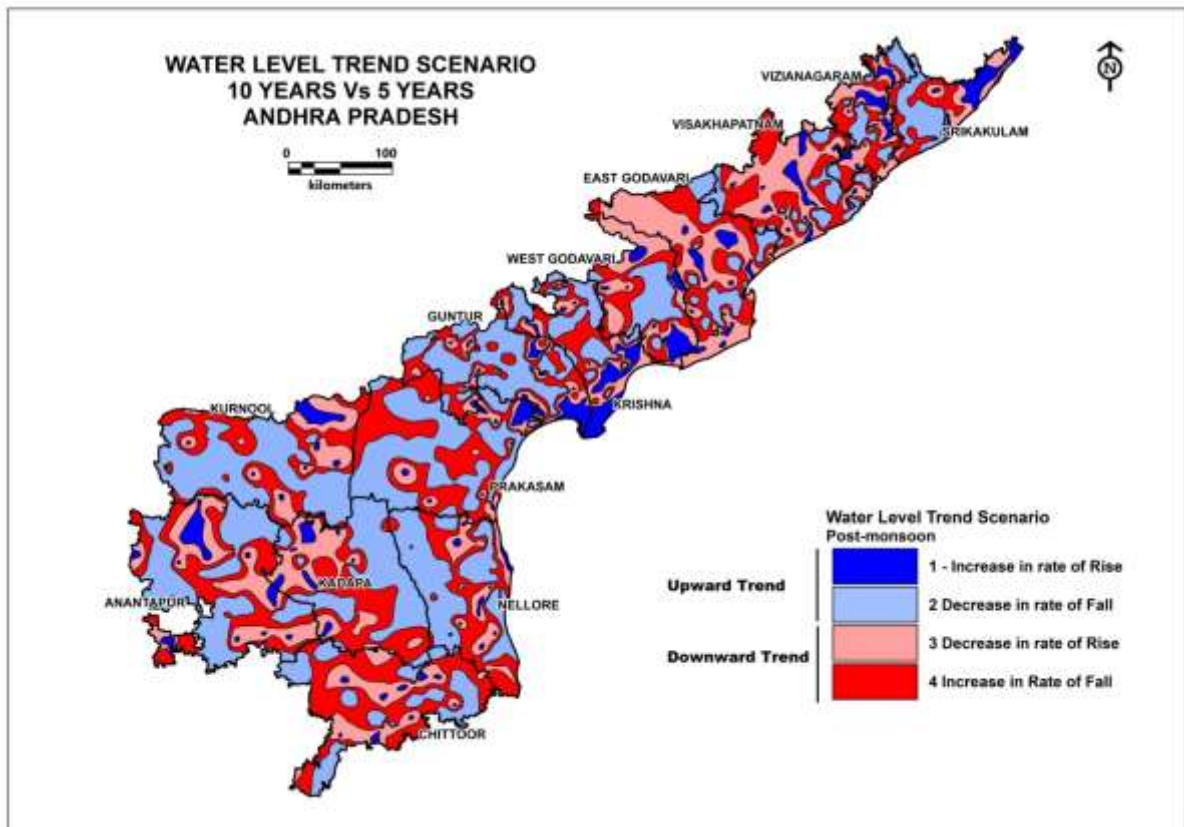 WATER LEVEL TREND SCENARIO
10 YEARS Vs 5 YEARS
ANDHRA PRADESH
0 100
kilometers
N
VIZIANAGARAM
VISAKHAPATNAM
SRIKAKULAM
EAST GODAVARI
WEST GODAVARI
GUNTUR
KRISHNA
KURNOOL
PRAKASAM
KADAPA
ANANTAPUR
NELLORE
CHITTOOR
Water Level Trend Scenario
Post-monsoon
Upward Trend
1 - Increase in rate of Rise
2 Decrease in rate of Fall
Downward Trend
3 Decrease in rate of Rise
4 Increase in Rate of Fall